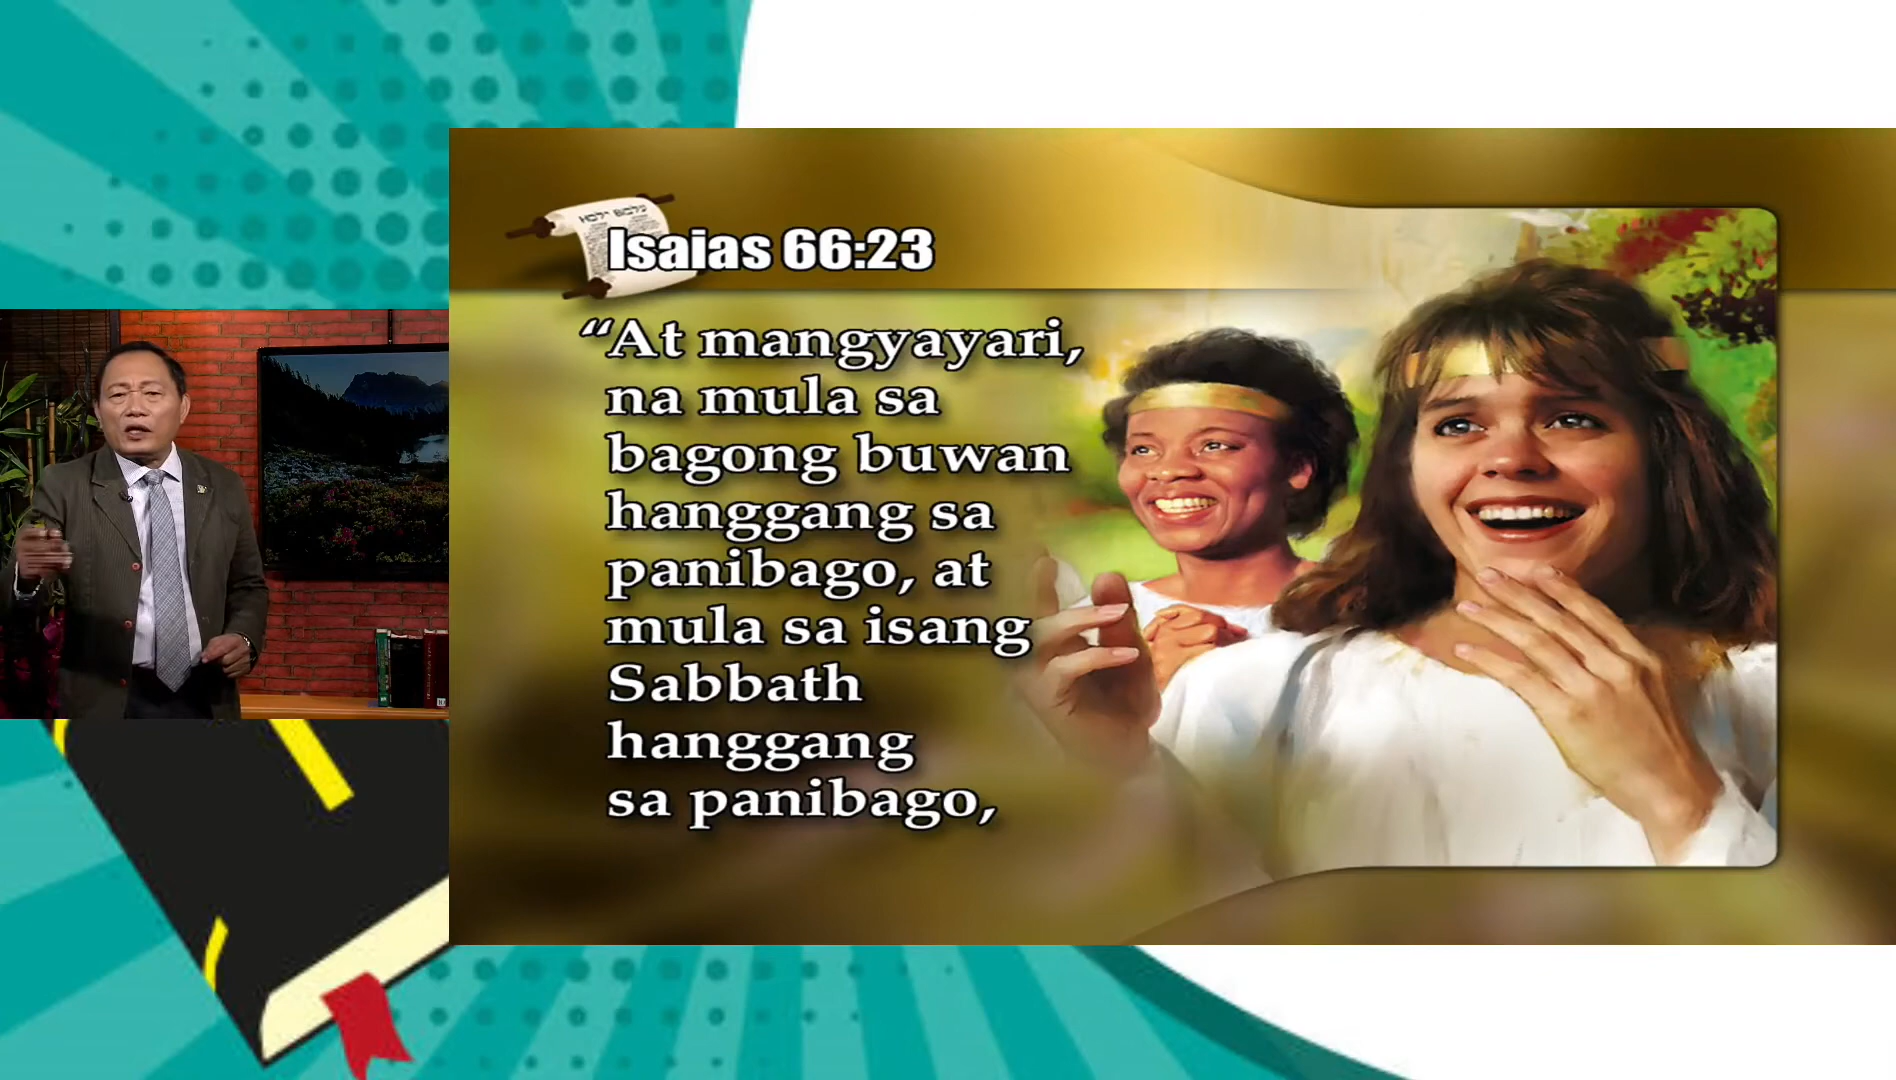 Isaias 66:23
“At mangyayari,
na mula sa
bagong buwan
hanggang sa
panibago, at
mula sa isang
Sabbath
hanggang
sa panibago,